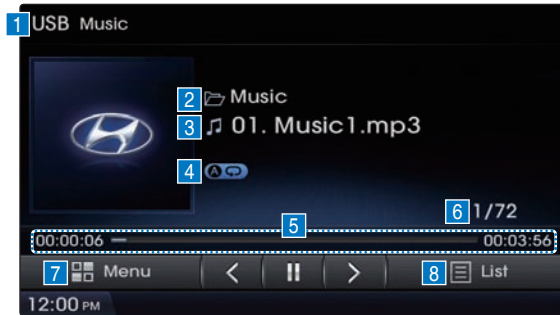 1 USB Music
2 Music
3 01. Music1.mp3
4 A
6 1/72
5
00:00:06 00:03:56
7 Menu 8 List
12:00 PM